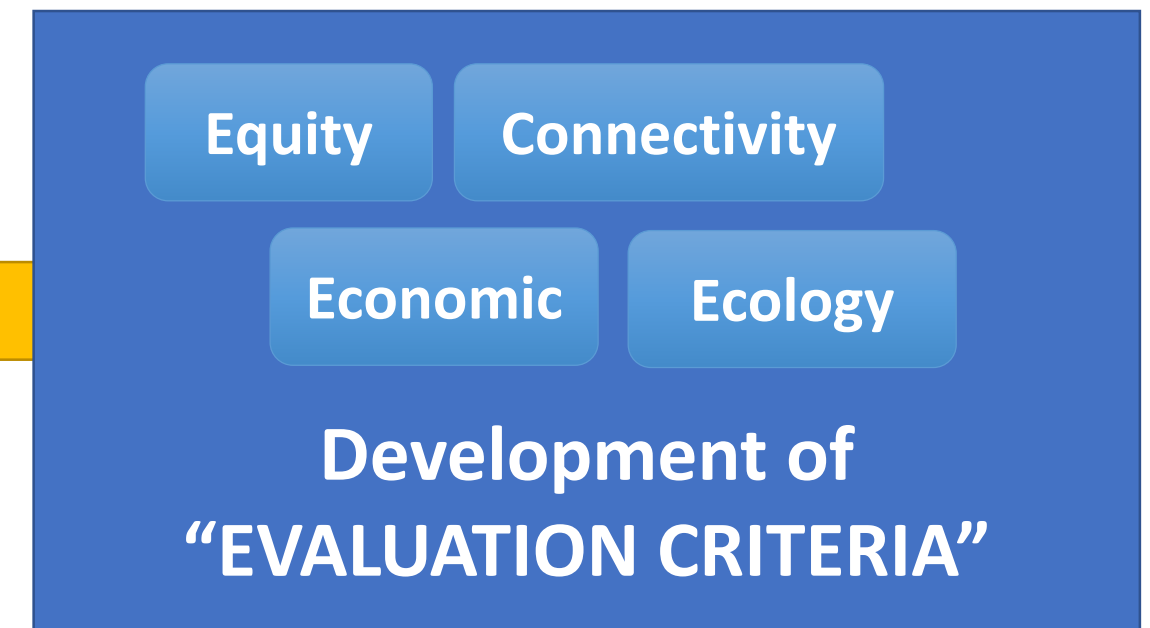 Equity Connectivity
Economic Ecology
Development of
“EVALUATION CRITERIA”